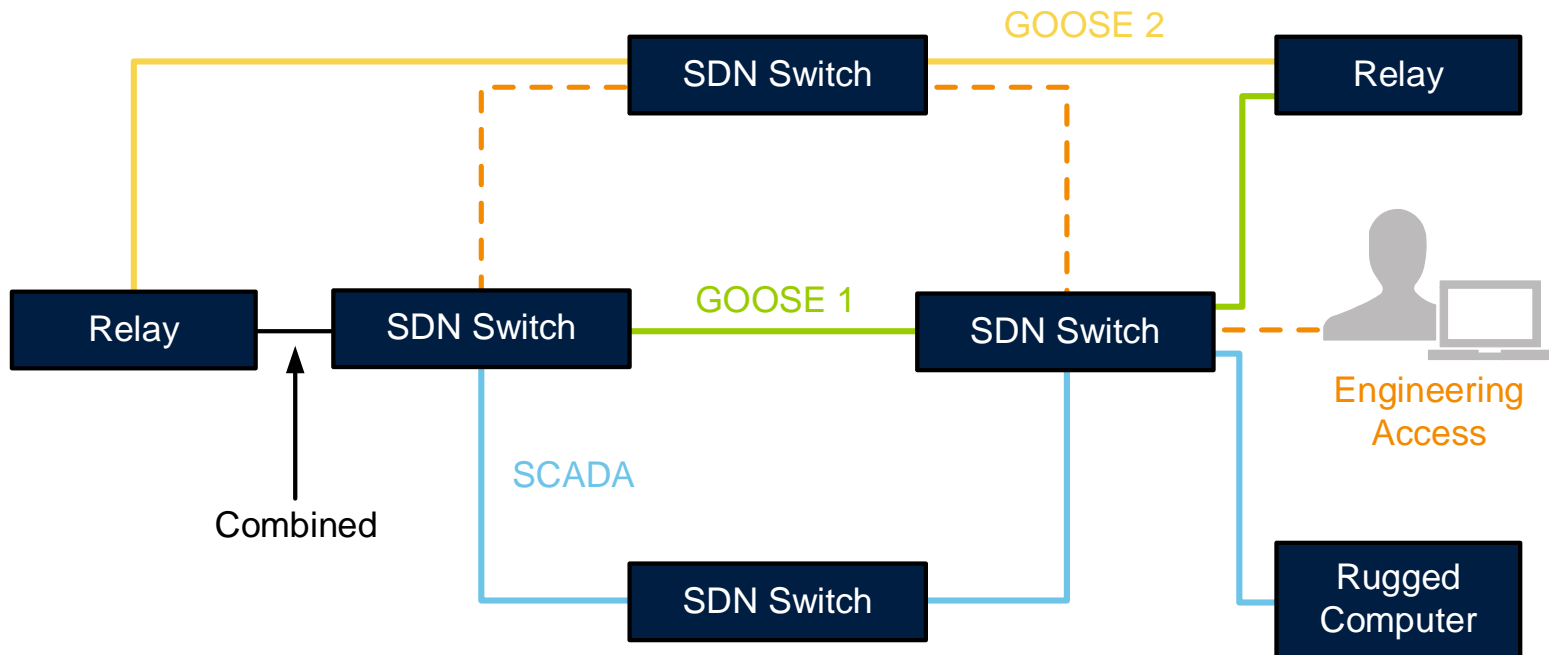 GOOSE 2
SDN Switch
Relay
Relay
SDN Switch
GOOSE 1
SDN Switch
Engineering
Access
SCADA
Combined
SDN Switch
Rugged
Computer